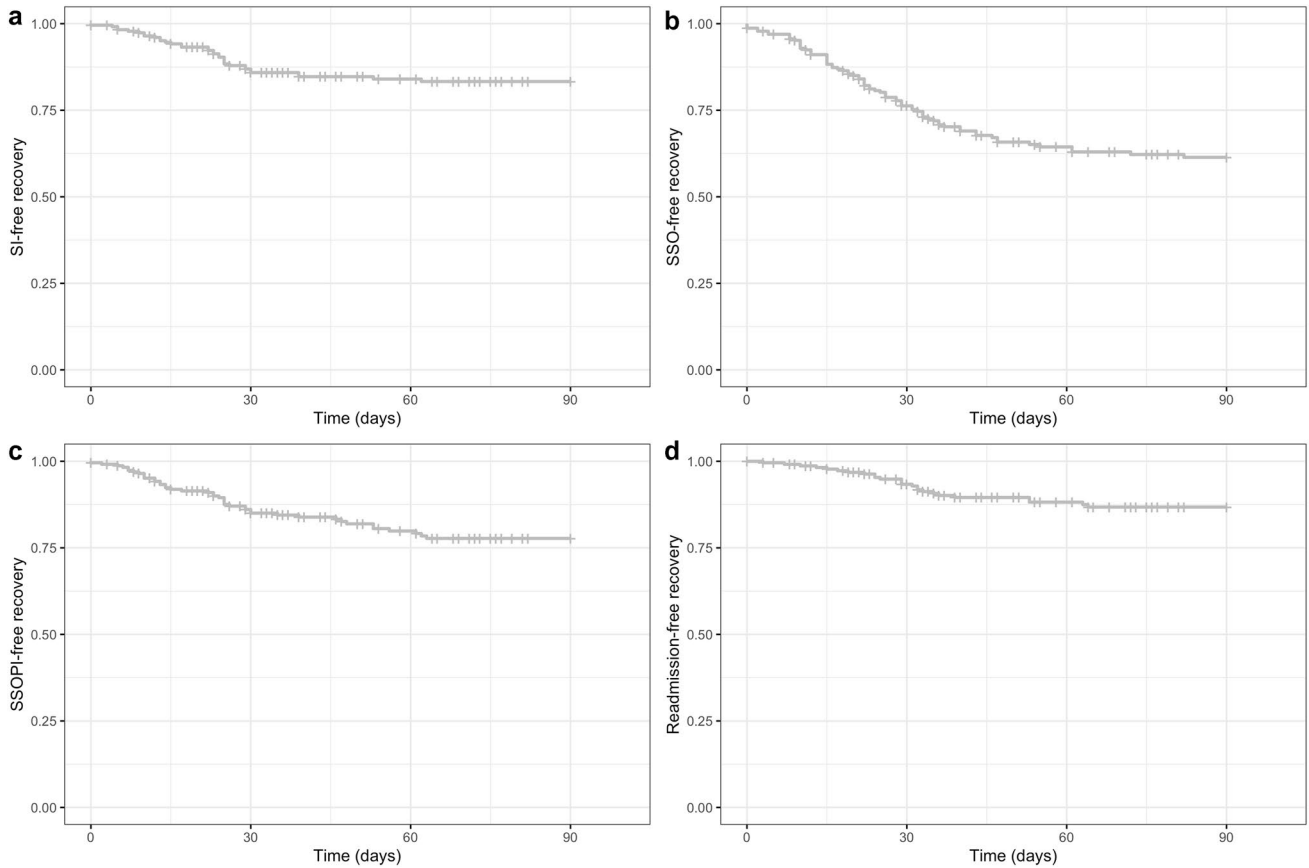 a
SI-free recovery
1.00
0.75
0.50
0.25
0.00
0 30 60 90
Time (days)
b
SSO-free recovery
1.00
0.75
0.50
0.25
0.00
0 30 60 90
Time (days)
c
SSOPI-free recovery
1.00
0.75
0.50
0.25
0.00
0 30 60 90
Time (days)
d
Readmission-free recovery
1.00
0.75
0.50
0.25
0.00
0 30 60 90
Time (days)